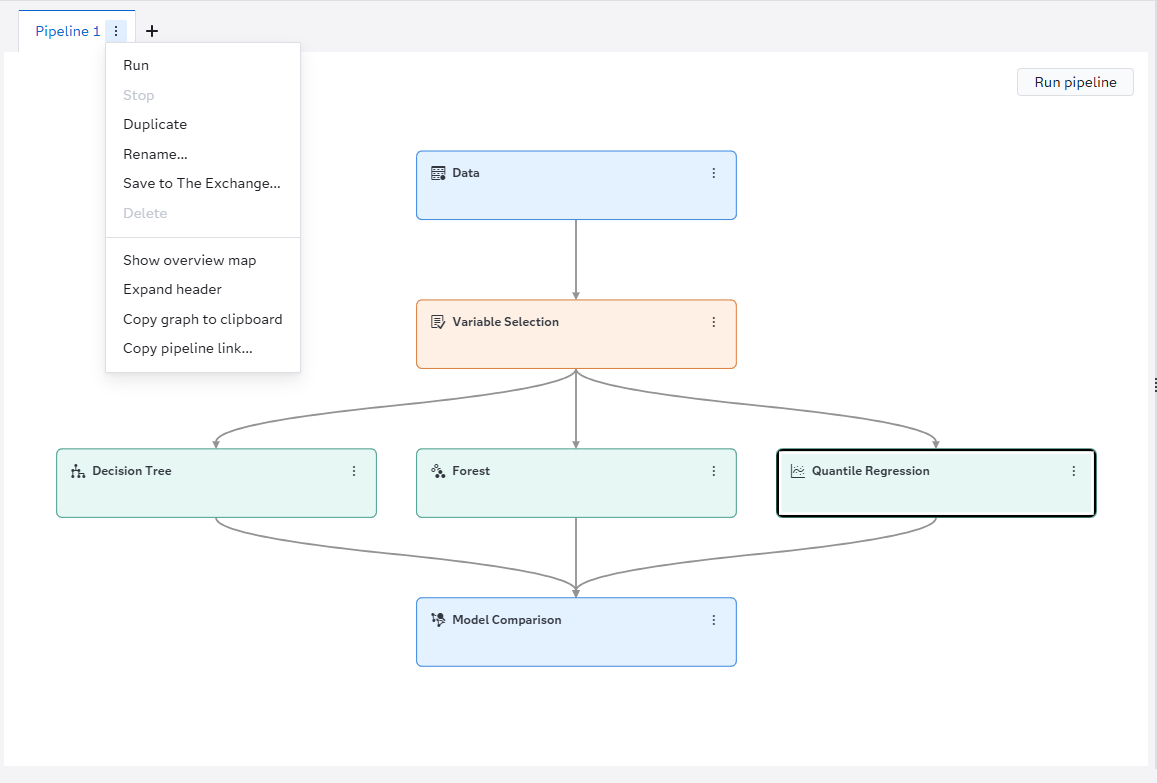 Pipeline 1
Run
Stop
Duplicate
Rename...
Save to The Exchange...
Delete
Show overview map
Expand header
Copy graph to clipboard
Copy pipeline link...
Run pipeline
Data
Variable Selection
Decision Tree
Forest
Quantile Regression
Model Comparison